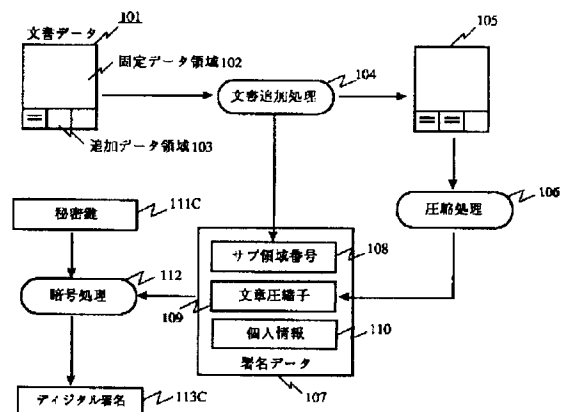 101
文書データ
固定データ領域102
追加データ領域103
文書追加処理
104
105
圧縮処理
106
秘密鍵
111C
暗号処理
112
サブ領域番号
108
文章圧縮子
109
個人情報
110
署名データ
107
ディジタル署名
113C